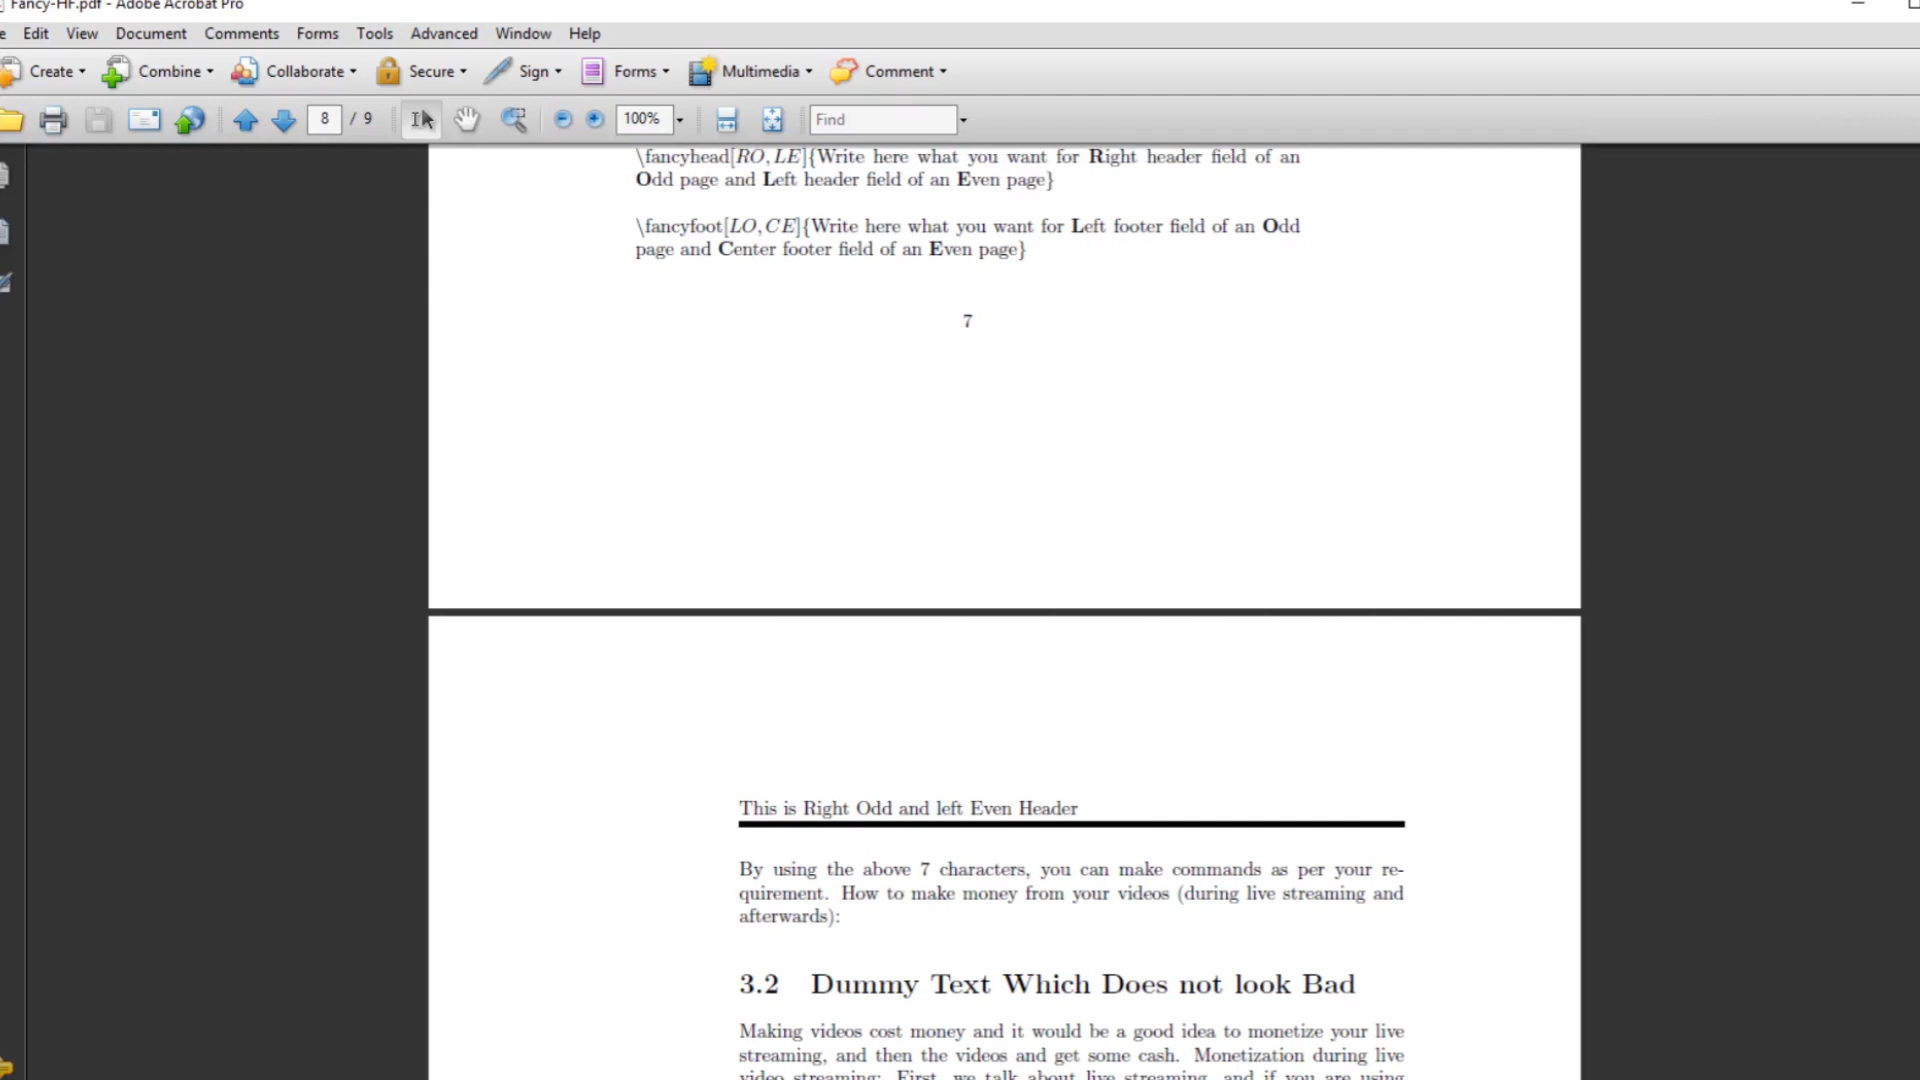 Fancy-HF.pdf - Adobe Acrobat Pro
Edit View Document Comments Forms Tools Advanced Window Help
Create Combine Collaborate Secure Sign Forms Multimedia Comment
8 / 9 100% Find
\fancyhead[RO, LE]{Write here what you want for Right header field of an
Odd page and Left header field of an Even page}
\fancyfoot[LO, CE]{Write here what you want for Left footer field of an Odd
page and Center footer field of an Even page}
7
This is Right Odd and left Even Header
By using the above 7 characters, you can make commands as per your re-
quirement. How to make money from your videos (during live streaming and
afterwards):
3.2 Dummy Text Which Does not look Bad
Making videos cost money and it would be a good idea to monetize your live
streaming, and then the videos and get some cash. Monetization during live
video streaming: First, we talk about live streaming, and if you are using